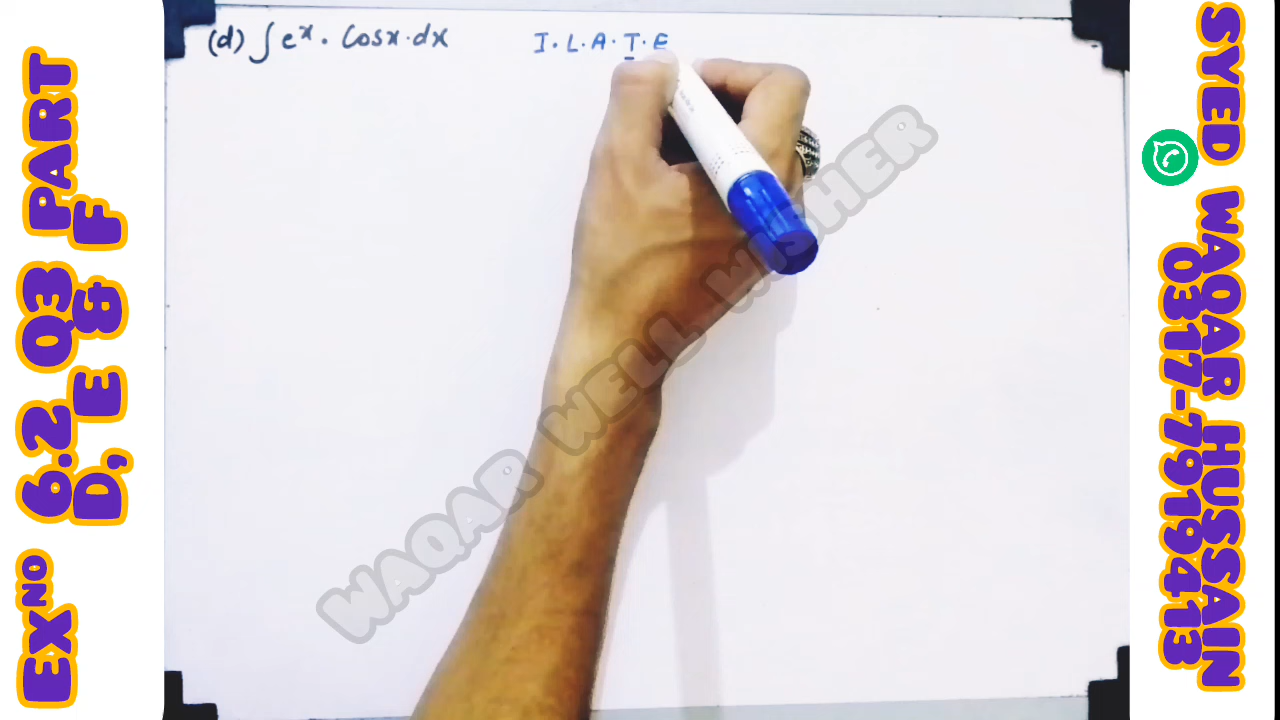 (d) ∫ eˣ . Cosx.dx
I.L.A.T.E
Exᴺᴼ 6.2 Q3 PART
D, E & F
SYED WAQAR HUSSAIN
0317-7919413
WAQAR WELL WISHER